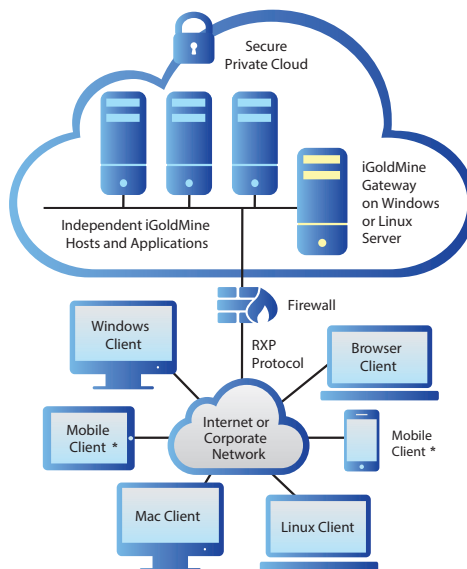 Secure
Private Cloud
iGoldMine
Gateway
on Windows
or Linux
Server
Independent iGoldMine
Hosts and Applications
Firewall
RXP
Protocol
Windows
Client
Browser
Client
Mobile
Client *
Internet or
Corporate
Network
Mobile
Client *
Mac Client
Linux Client